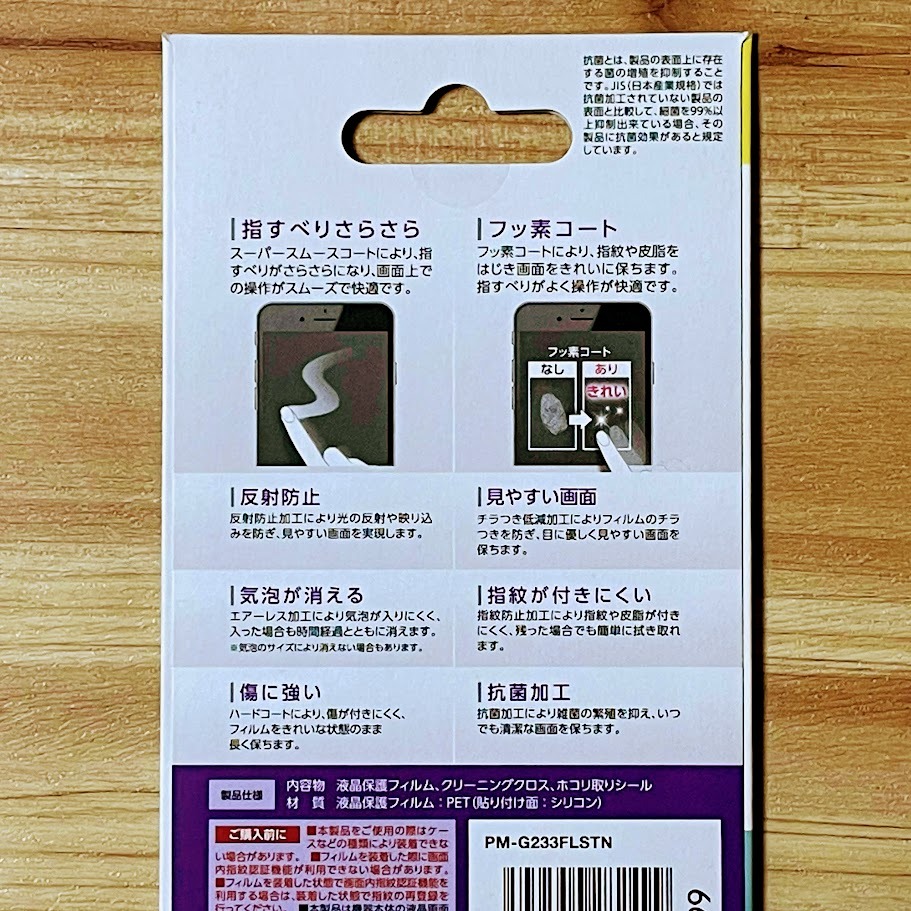 抗菌とは、製品の表面上に存在
する菌の増殖を抑制すること
です。JIS(日本産業規格)では
抗菌加工されていない製品の
表面と比較して、細菌を99%以
上抑制出来ている場合、その
製品に抗菌効果があると規定
しています。
指すべりさらさら
スーパースムースコートにより、指
すべりがさらさらになり、画面上で
の操作がスムーズで快適です。
フッ素コート
フッ素コートにより、指紋や皮脂を
はじき画面をきれいに保ちます。
指すべりがよく操作が快適です。
フッ素コート
なし
あり
きれい
反射防止
反射防止加工により光の反射や映り込
みを防ぎ、見やすい画面を実現します。
見やすい画面
チラつき低減加工によりフィルムのチラ
つきを防ぎ、目に優しく見やすい画面を
保ちます。
気泡が消える
エアーレス加工により気泡が入りにくく、
入った場合も時間経過とともに消えます。
※気泡のサイズにより消えない場合もあります。
指紋が付きにくい
指紋防止加工により指紋や皮脂が付き
にくく、残った場合でも簡単に拭き取れ
ます。
傷に強い
ハードコートにより、傷が付きにくく、
フィルムをきれいな状態のまま
長く保ちます。
抗菌加工
抗菌加工により雑菌の繁殖を抑え、いつ
でも清潔な画面を保ちます。
製品仕様
内容物 液晶保護フィルム、クリーニングクロス、ホコリ取りシール
材 質 液晶保護フィルム:PET(貼り付け面:シリコン)
ご購入前に ■本製品をご使用の際はケー
スなどの種類により装着できな
い場合があります。■フィルムを装着した際に画面
内指紋認証機能が利用できない場合があります。
■フィルムを装着した状態で画面内指紋認証機能を
利用する場合は、装着した状態で指紋の再登録を
行ってください。■本製品は機器本体の液晶画面
PM-G233FLSTN
99